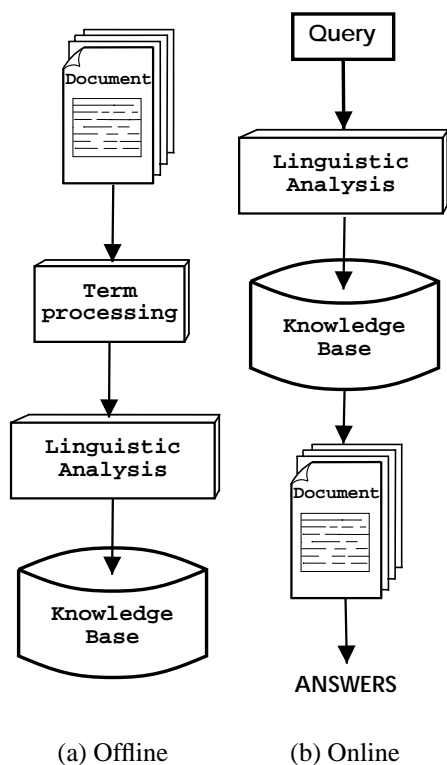 Document
Term
processing
Linguistic
Analysis
Knowledge
Base
(a) Offline
Query
Linguistic
Analysis
Knowledge
Base
Document
ANSWERS
(b) Online